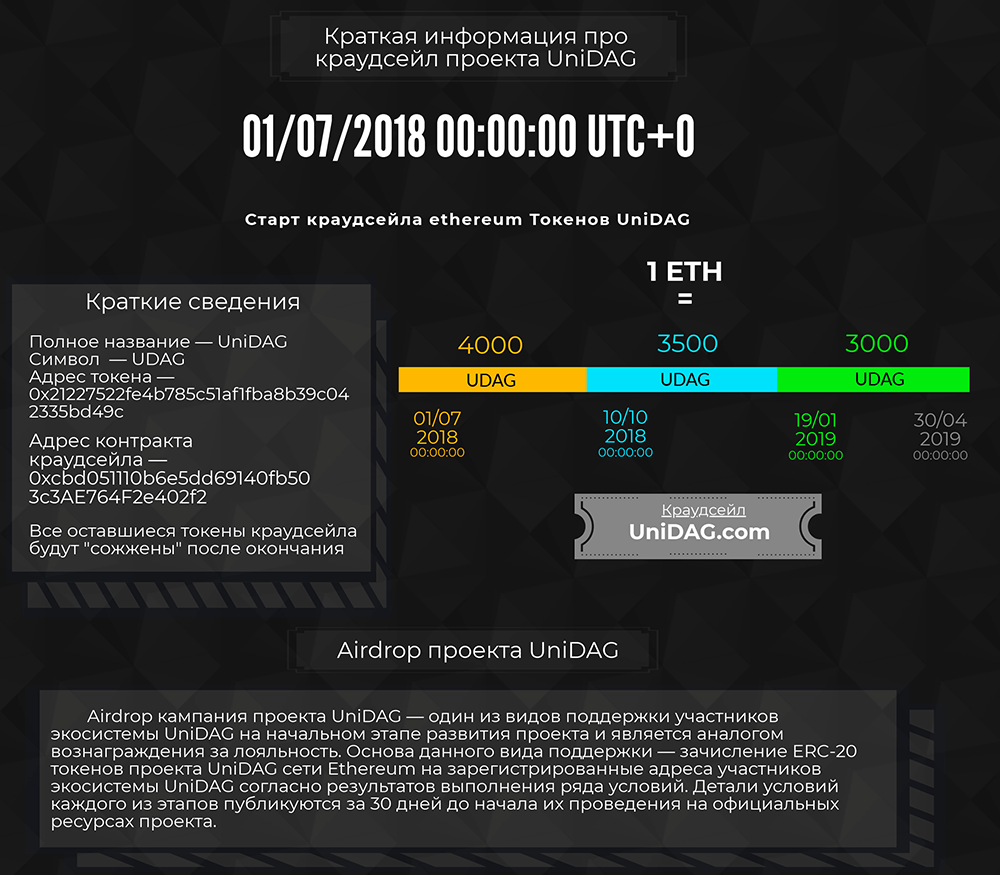 Краткая информация про
краудсейл проекта UniDAG
01/07/2018 00:00:00 UTC+0
Старт краудсейла ethereum Токенов UniDAG
Краткие сведения
Полное название — UniDAG
Символ — UDAG
Адрес токена —
0x21227522fe4b785c51af1fba8b39c04
2335bd49c
Адрес контракта
краудсейла —
0xcbd051110b6e5dd69140fb50
3c3AE764F2e402f2
Все оставшиеся токены краудсейла
будут "сожжены" после окончания
1 ETH
=
4000 3500 3000
UDAG UDAG UDAG
01/07 10/10 19/01 30/04
2018 2018 2019 2019
00:00:00 00:00:00 00:00:00 00:00:00
Краудсейл
UniDAG.com
Airdrop проекта UniDAG
Airdrop кампания проекта UniDAG — один из видов поддержки участников
экосистемы UniDAG на начальном этапе развития проекта и является аналогом
вознаграждения за лояльность. Основа данного вида поддержки — зачисление ERC-20
токенов проекта UniDAG сети Ethereum на зарегистрированные адреса участников
экосистемы UniDAG согласно результатов выполнения ряда условий. Детали условий
каждого из этапов публикуются за 30 дней до начала их проведения на официальных
ресурсах проекта.